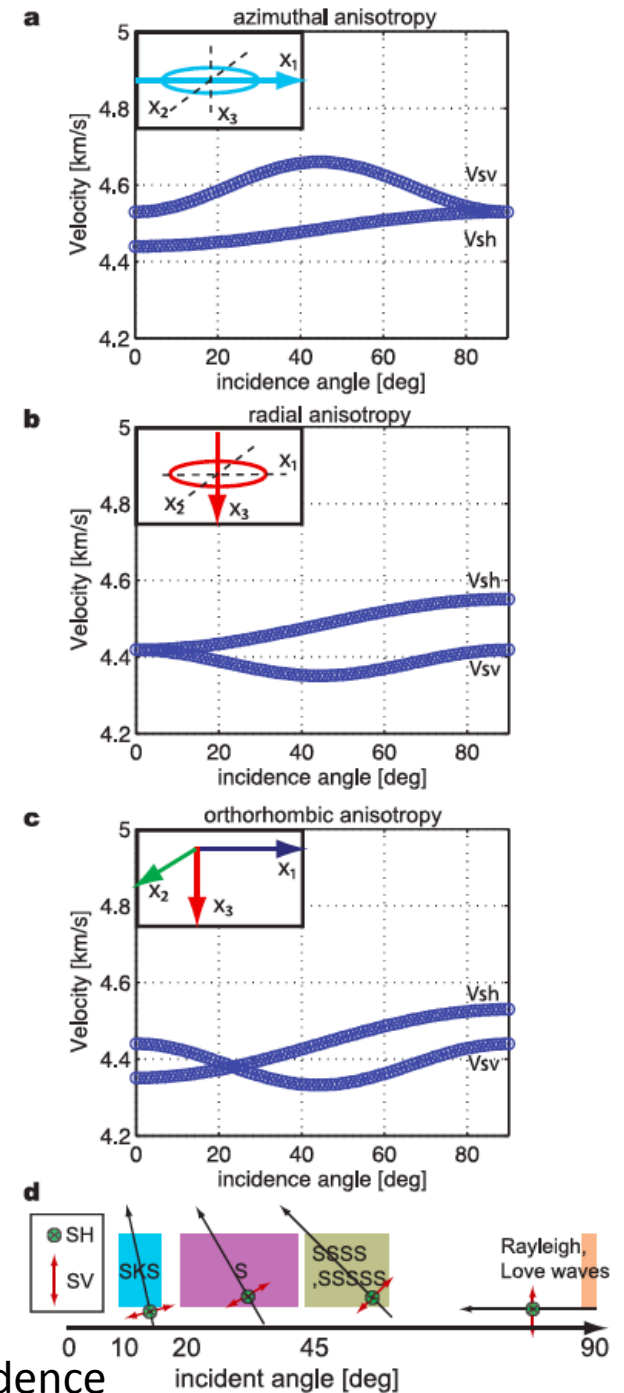 a
azimuthal anisotropy
5
4.8
4.6
4.4
4.2
Velocity [km/s]
X1
X2
X3
Vsv
Vsh
0 20 40 60 80
incidence angle [deg]
b
radial anisotropy
5
4.8
4.6
4.4
4.2
Velocity [km/s]
X1
X2
X3
Vsh
Vsv
0 20 40 60 80
incidence angle [deg]
c
orthorhombic anisotropy
5
4.8
4.6
4.4
4.2
Velocity [km/s]
X1
X2
X3
Vsh
Vsv
0 20 40 60 80
incidence angle [deg]
d
SH
SV
SKS
S
SSSS
,SSSSS
Rayleigh,
Love waves
0 10 20 45 90
incident angle [deg]
dence